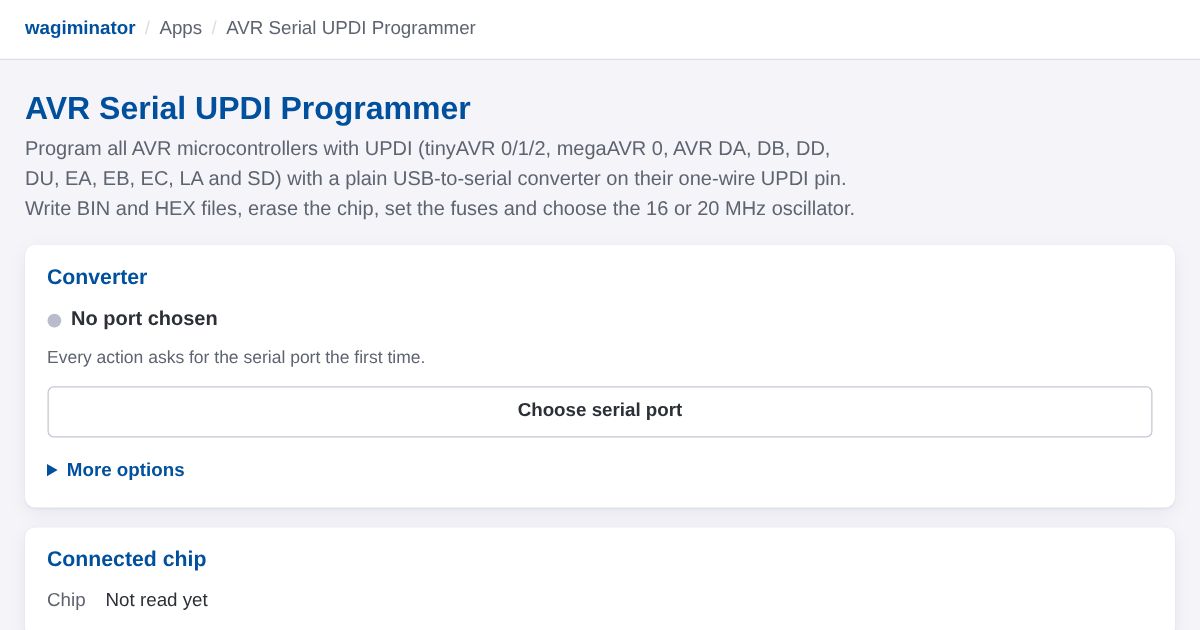 wagiminator / Apps / AVR Serial UPDI Programmer
AVR Serial UPDI Programmer
Program all AVR microcontrollers with UPDI (tinyAVR 0/1/2, megaAVR 0, AVR DA, DB, DD,
DU, EA, EB, EC, LA and SD) with a plain USB-to-serial converter on their one-wire UPDI pin.
Write BIN and HEX files, erase the chip, set the fuses and choose the 16 or 20 MHz oscillator.
Converter
No port chosen
Every action asks for the serial port the first time.
Choose serial port
More options
Connected chip
Chip Not read yet